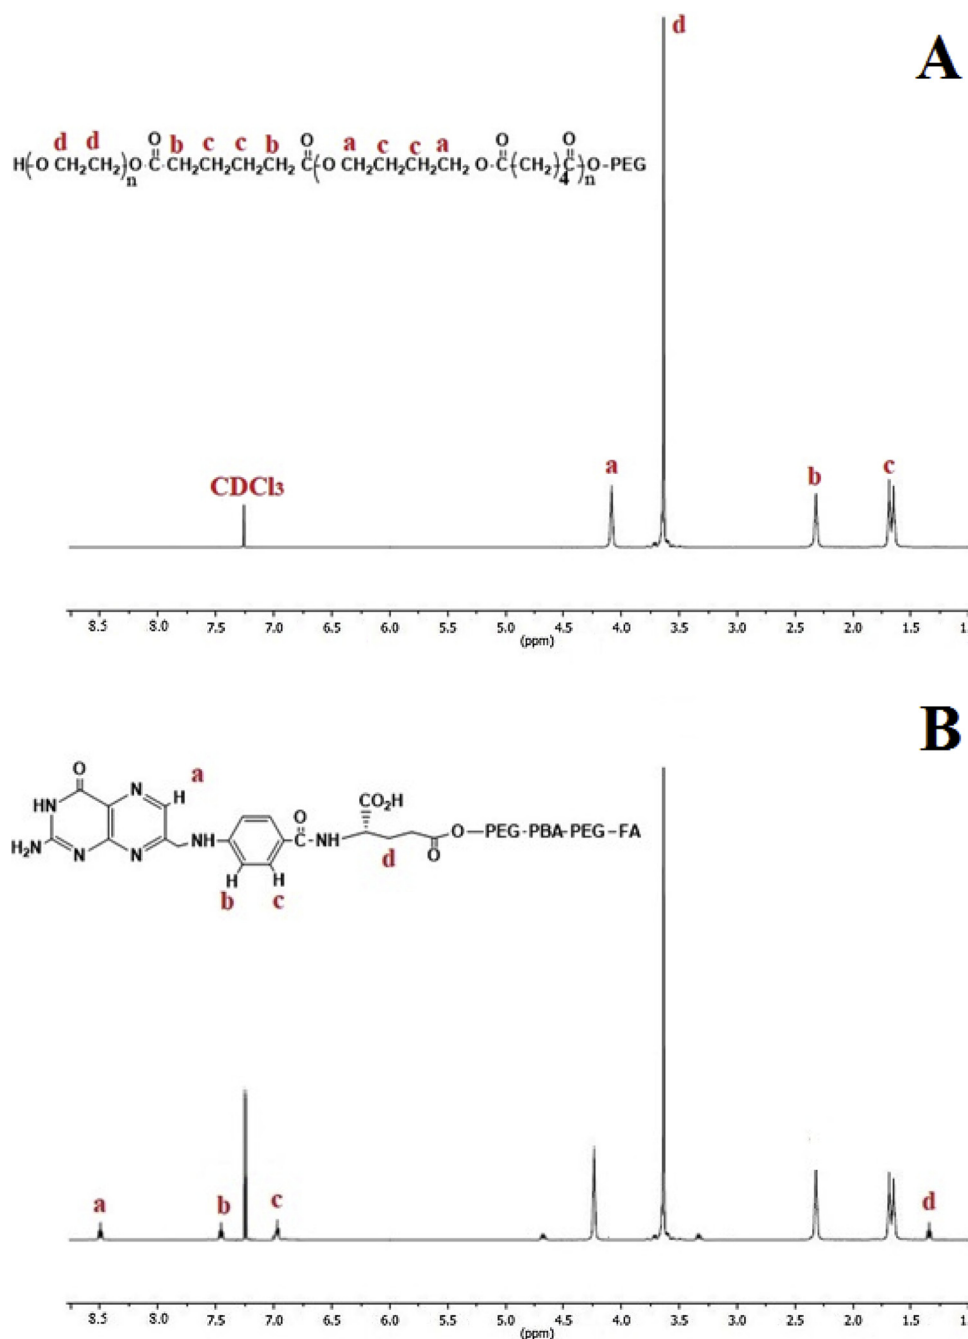 A
d
d d b c c b a c c a
O O O O
H(O CH₂CH₂)ₙO-C-CH₂CH₂CH₂CH₂ C(O CH₂CH₂CH₂CH₂ O-C(CH₂)₄C)ₙO-PEG
CDCl₃
a
b
c
8.5 8.0 7.5 7.0 6.5 6.0 5.5 5.0 4.5 4.0 3.5 3.0 2.5 2.0 1.5 1
(ppm)
B
O N a H
HN CO₂H
O
H₂N N N NH C-NH O-PEG-PBA-PEG-FA
d O
H H
b c
a b c d
8.5 8.0 7.5 7.0 6.5 6.0 5.5 5.0 4.5 4.0 3.5 3.0 2.5 2.0 1.5 1
(ppm)